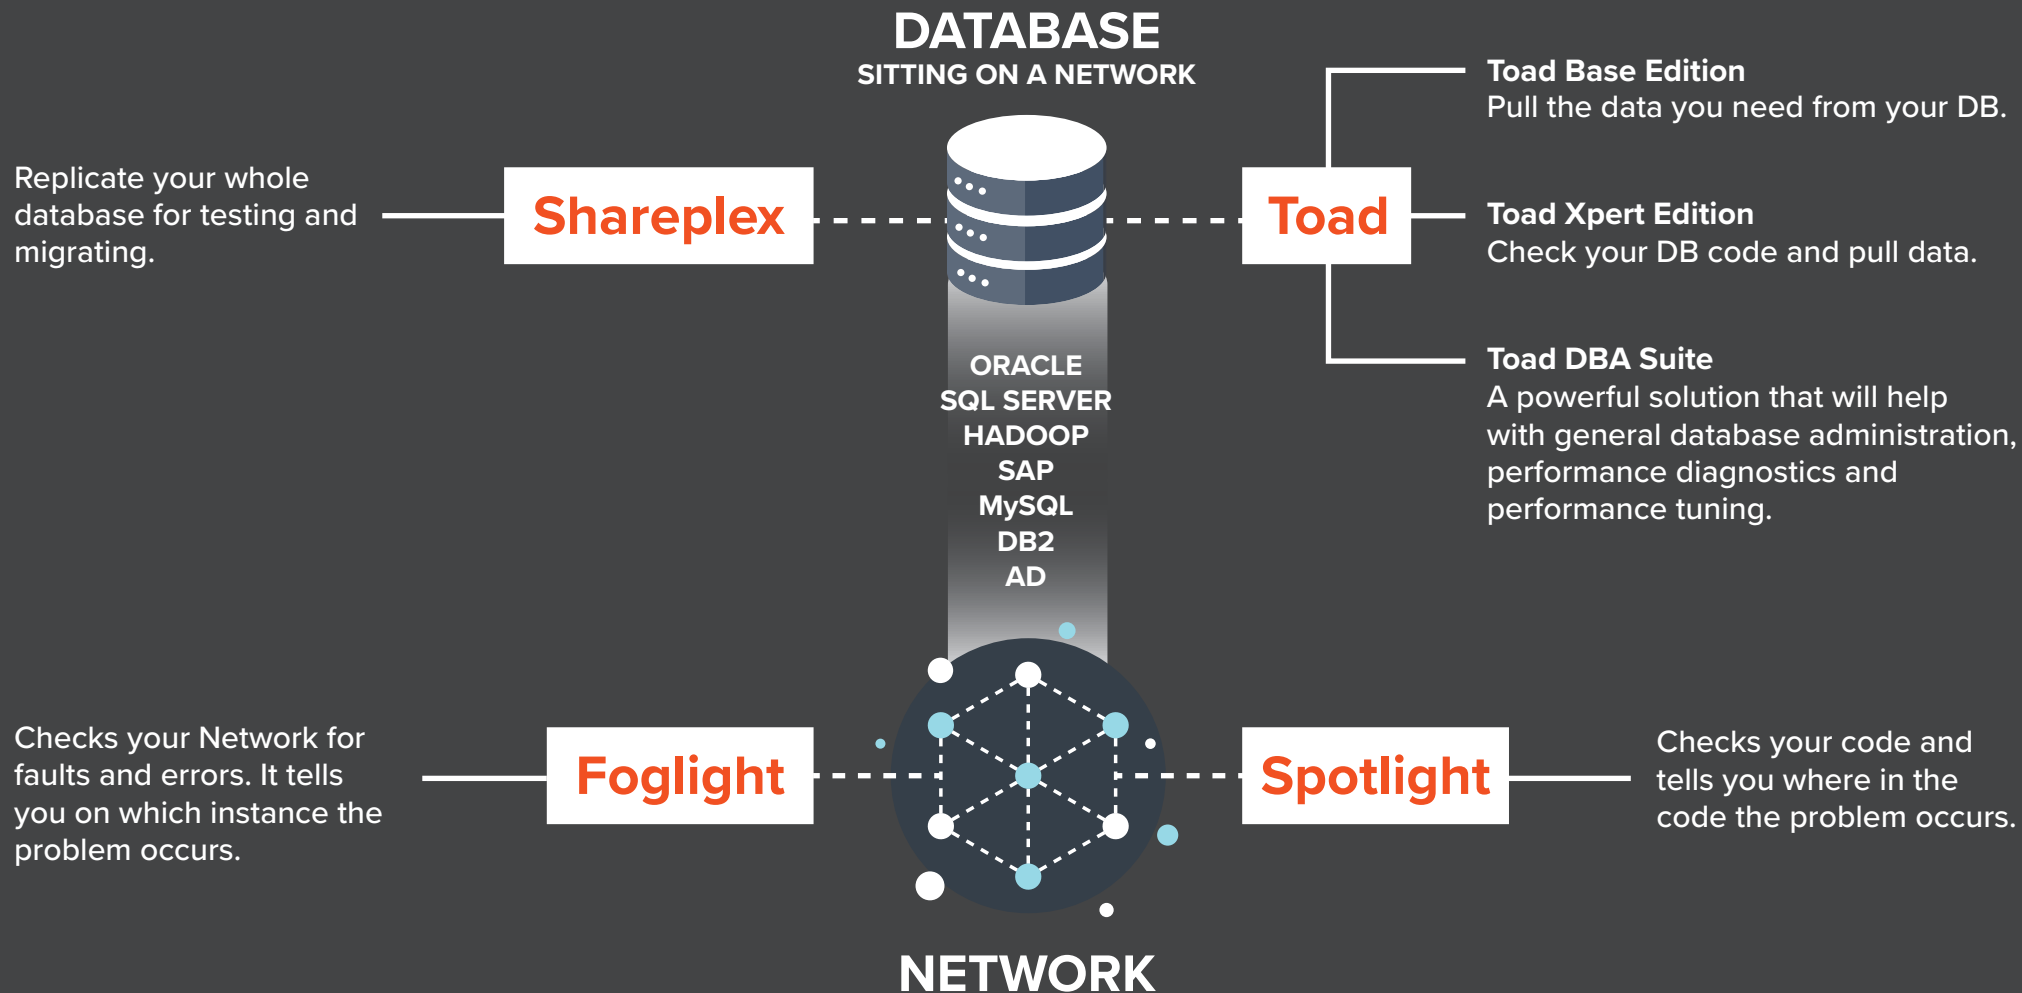 DATABASE
SITTING ON A NETWORK
Replicate your whole
database for testing and
migrating.
Shareplex
Toad
Toad Base Edition
Pull the data you need from your DB.
Toad Xpert Edition
Check your DB code and pull data.
Toad DBA Suite
A powerful solution that will help
with general database administration,
performance diagnostics and
performance tuning.
ORACLE
SQL SERVER
HADOOP
SAP
MySQL
DB2
AD
Checks your Network for
faults and errors. It tells
you on which instance the
problem occurs.
Foglight
Spotlight
Checks your code and
tells you where in the
code the problem occurs.
NETWORK